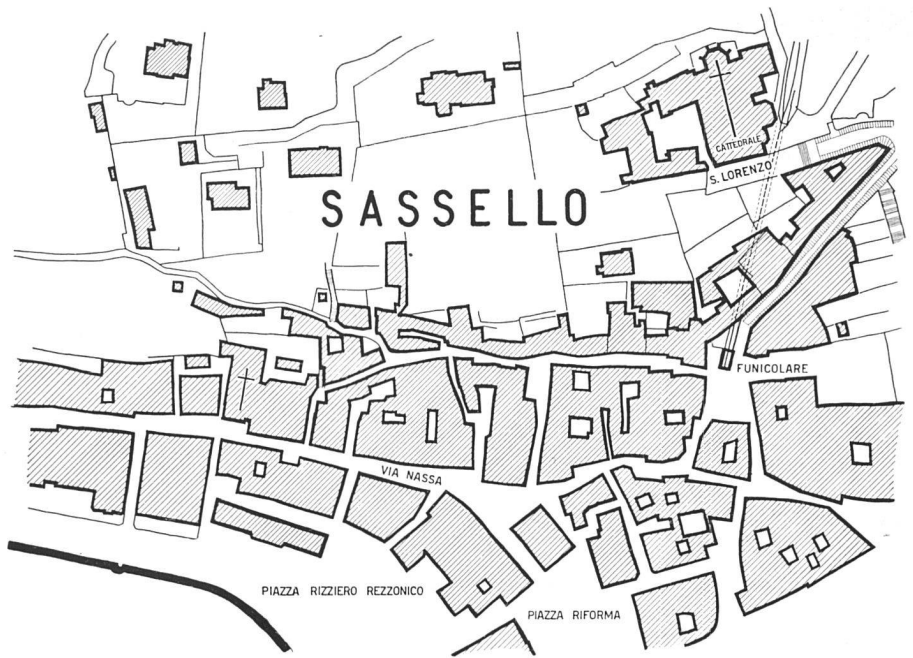 CATTEDRALE
S. LORENZO
SASSELLO
FUNICOLARE
VIA NASSA
PIAZZA RIZZIERO REZZONICO
PIAZZA RIFORMA